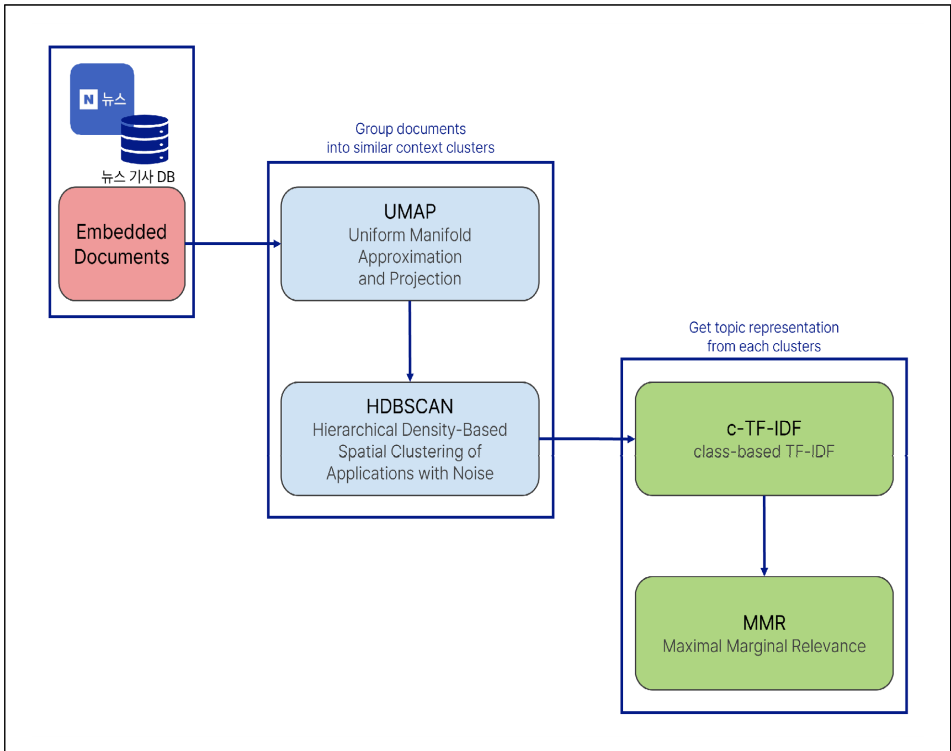 N 뉴스
뉴스 기사 DB
Embedded
Documents
Group documents
into similar context clusters
UMAP
Uniform Manifold
Approximation
and Projection
HDBSCAN
Hierarchical Density-Based
Spatial Clustering of
Applications with Noise
Get topic representation
from each clusters
c-TF-IDF
class-based TF-IDF
MMR
Maximal Marginal Relevance